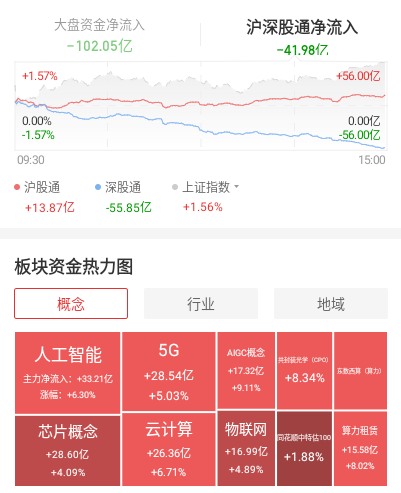 大盘资金净流入
沪深股通净流入
-102.05亿
-41.98亿
+1.57%
+56.00亿
0.00%
0.00亿
-1.57%
-56.00亿
09:30
15:00
沪股通
深股通
上证指数
+13.87亿
-55.85亿
+1.56%
板块资金热力图
概念
行业
地域
人工智能
主力净流入：+33.21亿
涨幅：+6.30%
5G
+28.54亿
+5.03%
AIGC概念
+17.32亿
+9.11%
共封装光学（CPO）
+8.34%
东数西算（算力）
芯片概念
+28.60亿
+4.09%
云计算
+26.36亿
+6.71%
物联网
+16.99亿
+4.89%
同花顺中特估100
+1.88%
算力租赁
+15.58亿
+8.02%